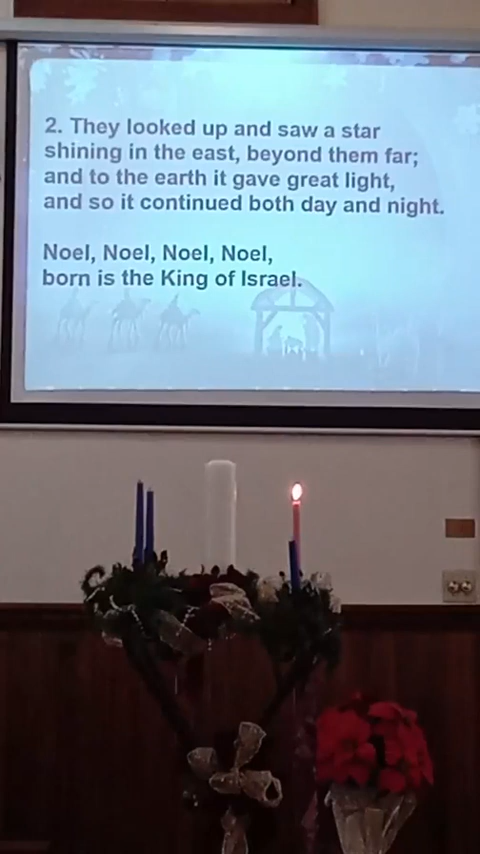 2. They looked up and saw a star
shining in the east, beyond them far;
and to the earth it gave great light,
and so it continued both day and night.
Noel, Noel, Noel, Noel,
born is the King of Israel.